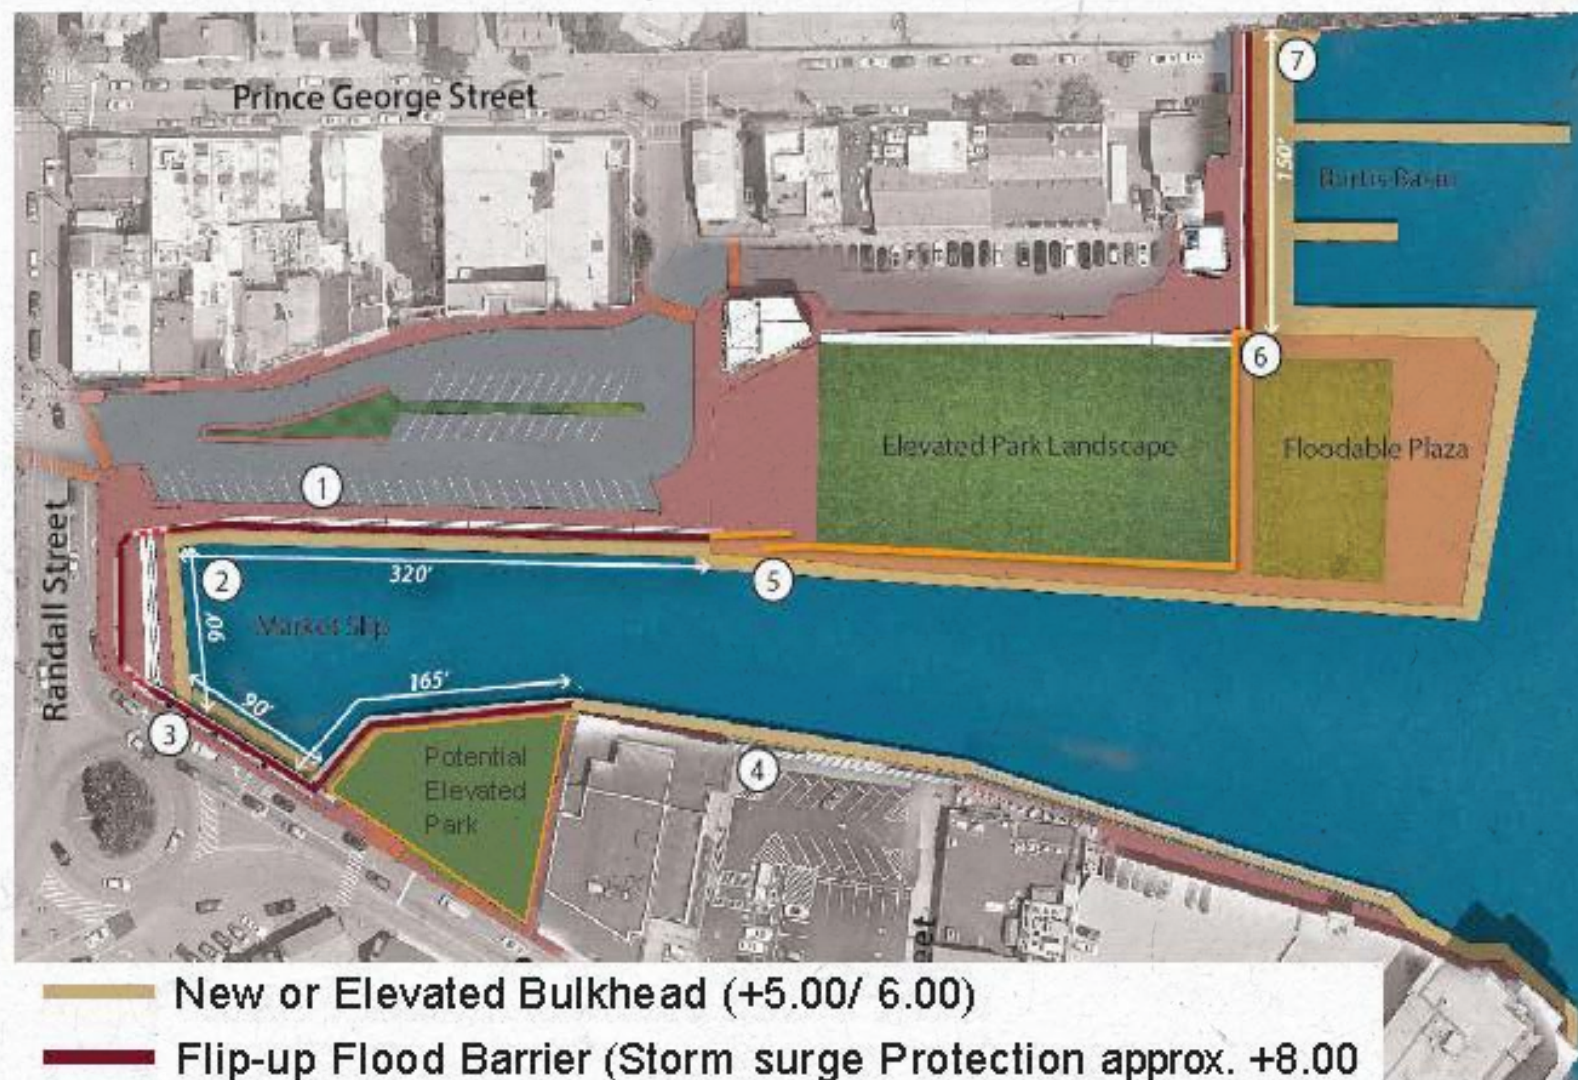 Prince George Street
7
150'
Burtis Basin
6
Elevated Park Landscape
Floodable Plaza
1
Randall Street
2
320'
5
90'
Market Slip
165'
90'
3
Potential
Elevated
Park
4
New or Elevated Bulkhead (+5.00/ 6.00)
Flip-up Flood Barrier (Storm surge Protection approx. +8.00